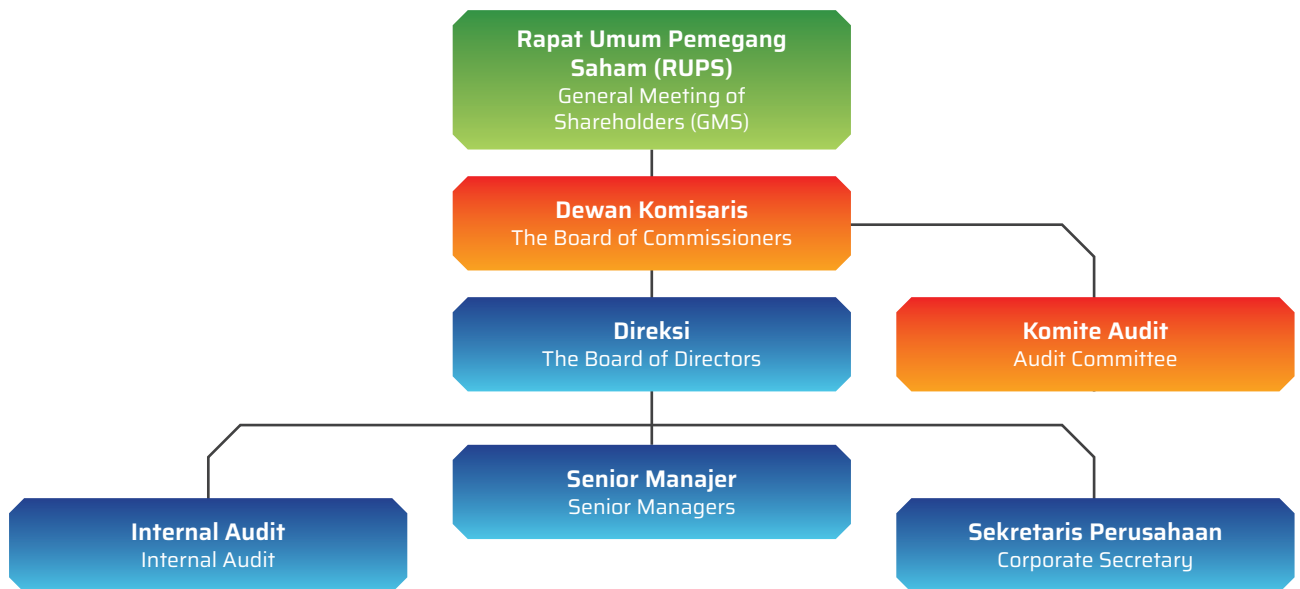 Rapat Umum Pemegang
Saham (RUPS)
General Meeting of
Shareholders (GMS)
Dewan Komisaris
The Board of Commissioners
Direksi
The Board of Directors
Komite Audit
Audit Committee
Senior Manajer
Senior Managers
Internal Audit
Internal Audit
Sekretaris Perusahaan
Corporate Secretary